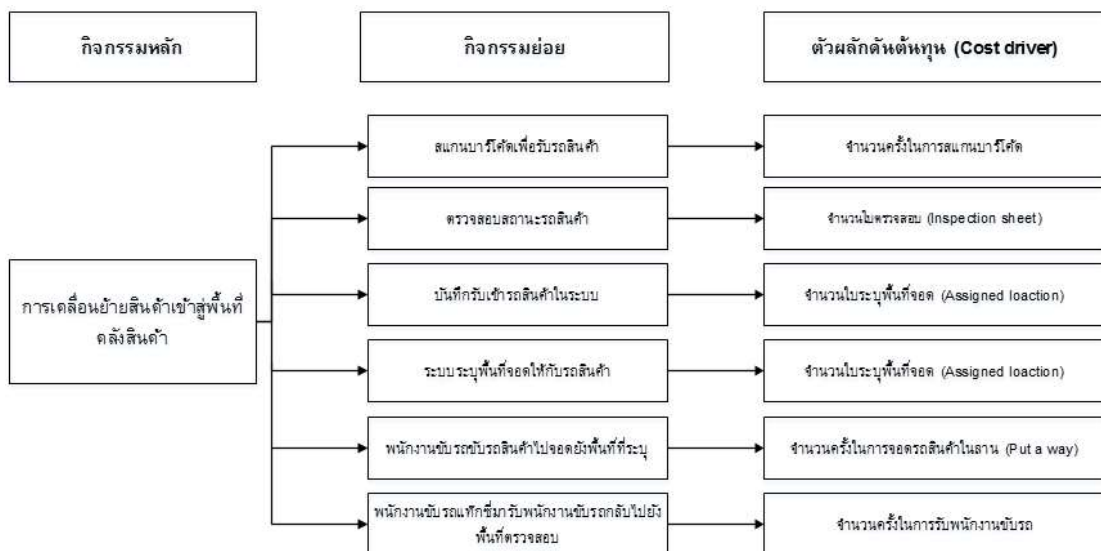 กิจกรรมหลัก
กิจกรรมย่อย
ตัวผลักดันต้นทุน (Cost driver)
สแกนบาร์โค้ดเพื่อรับรถสินค้า
จำนวนครั้งในการสแกนบาร์โค้ด
ตรวจสอบสถานะรถสินค้า
จำนวนใบตรวจสอบ (Inspection sheet)
การเคลื่อนย้ายสินค้าเข้าสู่พื้นที่
คลังสินค้า
บันทึกรับเข้ารถสินค้าในระบบ
จำนวนใบระบุพื้นที่จอด (Assigned loaction)
ระบบระบุพื้นที่จอดให้กับรถสินค้า
จำนวนใบระบุพื้นที่จอด (Assigned loaction)
พนักงานขับรถขับรถสินค้าไปจอดยังพื้นที่ที่ระบุ
จำนวนครั้งในการจอดรถสินค้าในลาน (Put a way)
พนักงานขับรถแท๊กซี่มารับพนักงานขับรถกลับไปยัง
พื้นที่ตรวจสอบ
จำนวนครั้งในการรับพนักงานขับรถ